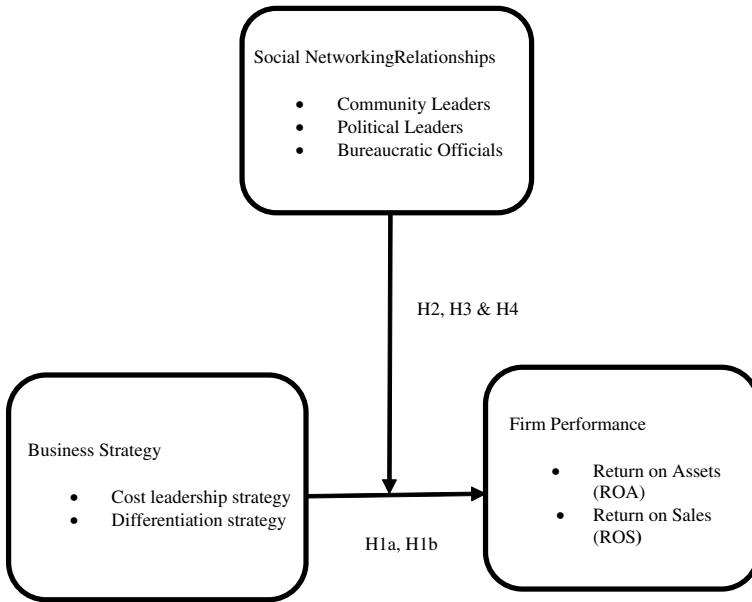 Social NetworkingRelationships
• Community Leaders
• Political Leaders
• Bureaucratic Officials
H2, H3 & H4
Business Strategy
• Cost leadership strategy
• Differentiation strategy
H1a, H1b
Firm Performance
• Return on Assets
(ROA)
• Return on Sales
(ROS)